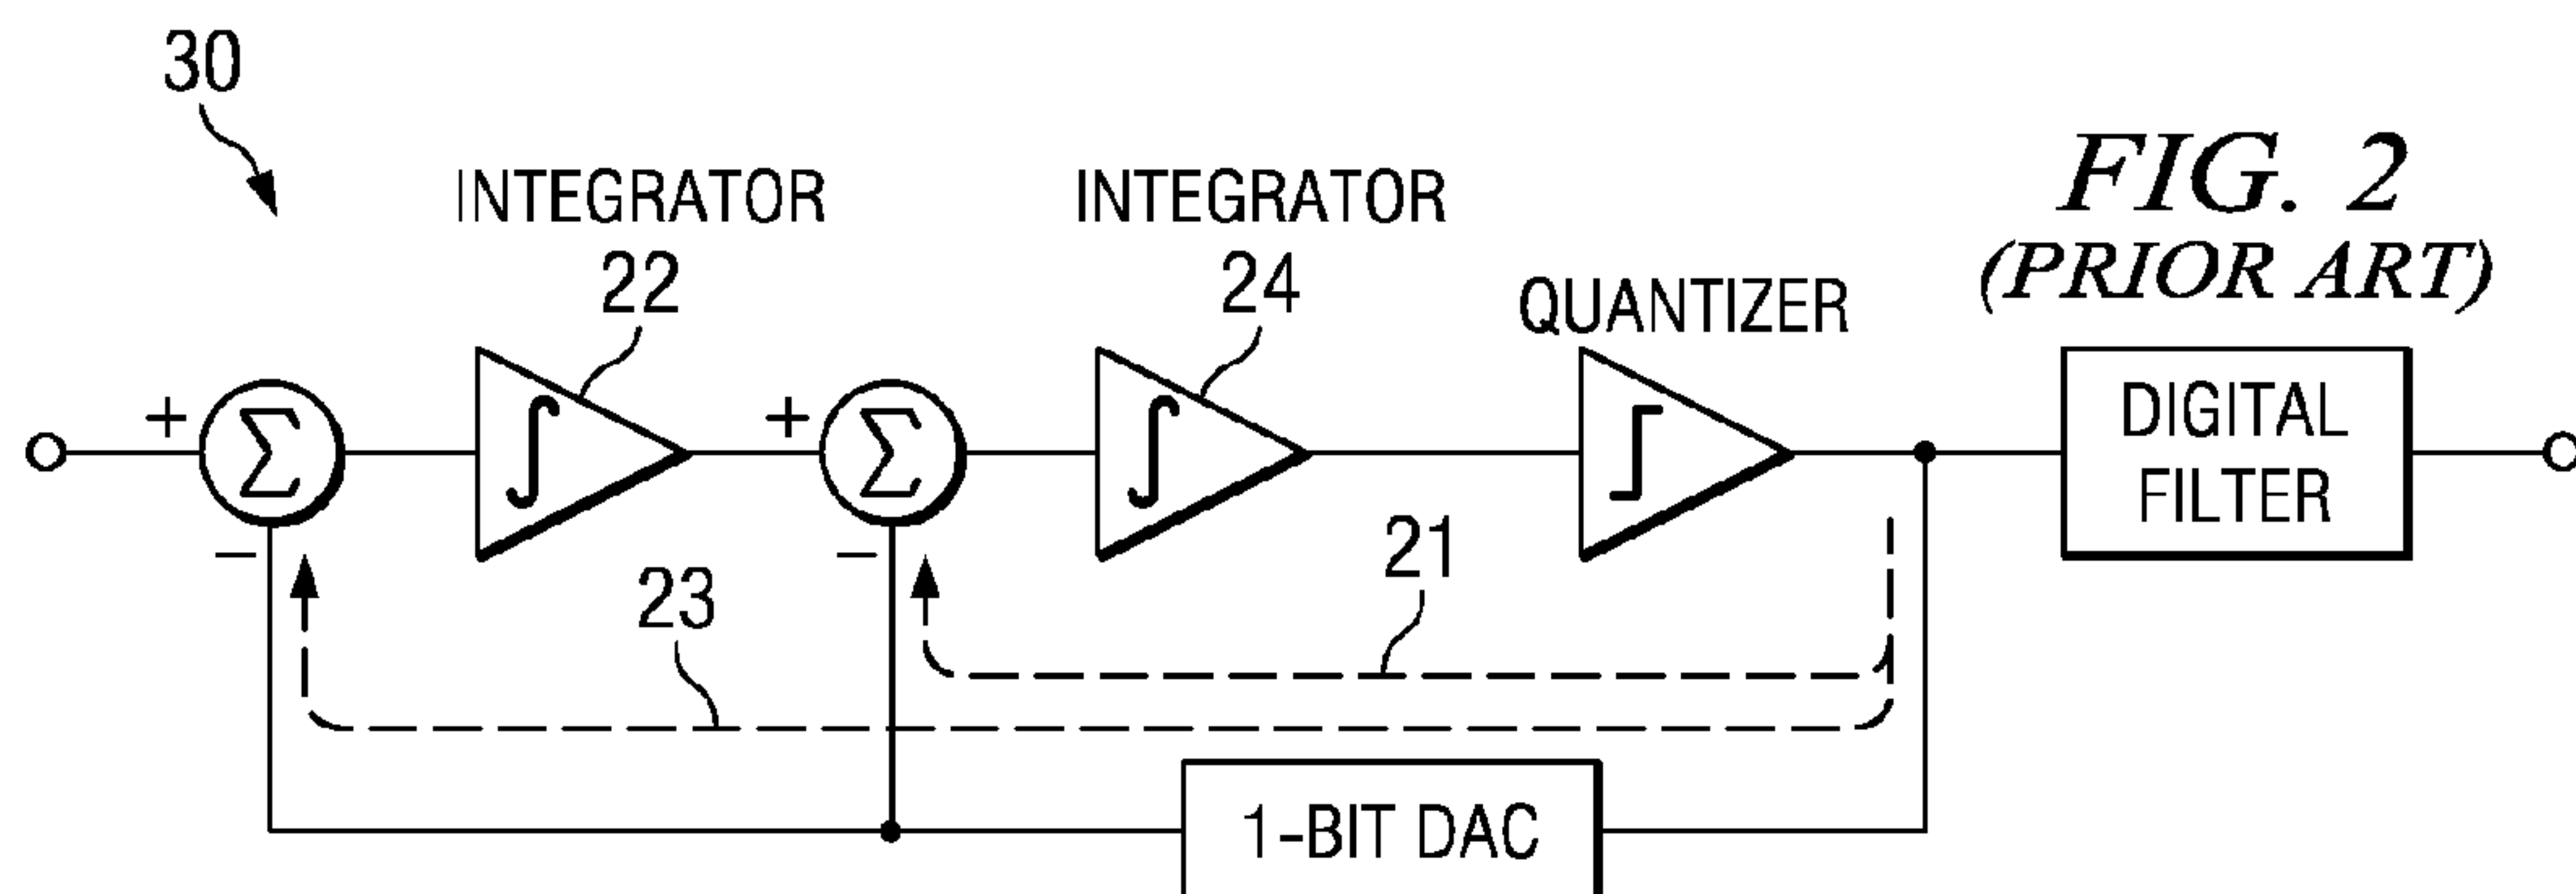 30
FIG. 2
(PRIOR ART)
INTEGRATOR
22
INTEGRATOR
24
QUANTIZER
+
Σ
∫
+
Σ
∫
DIGITAL
FILTER
−
−
21
23
1-BIT DAC